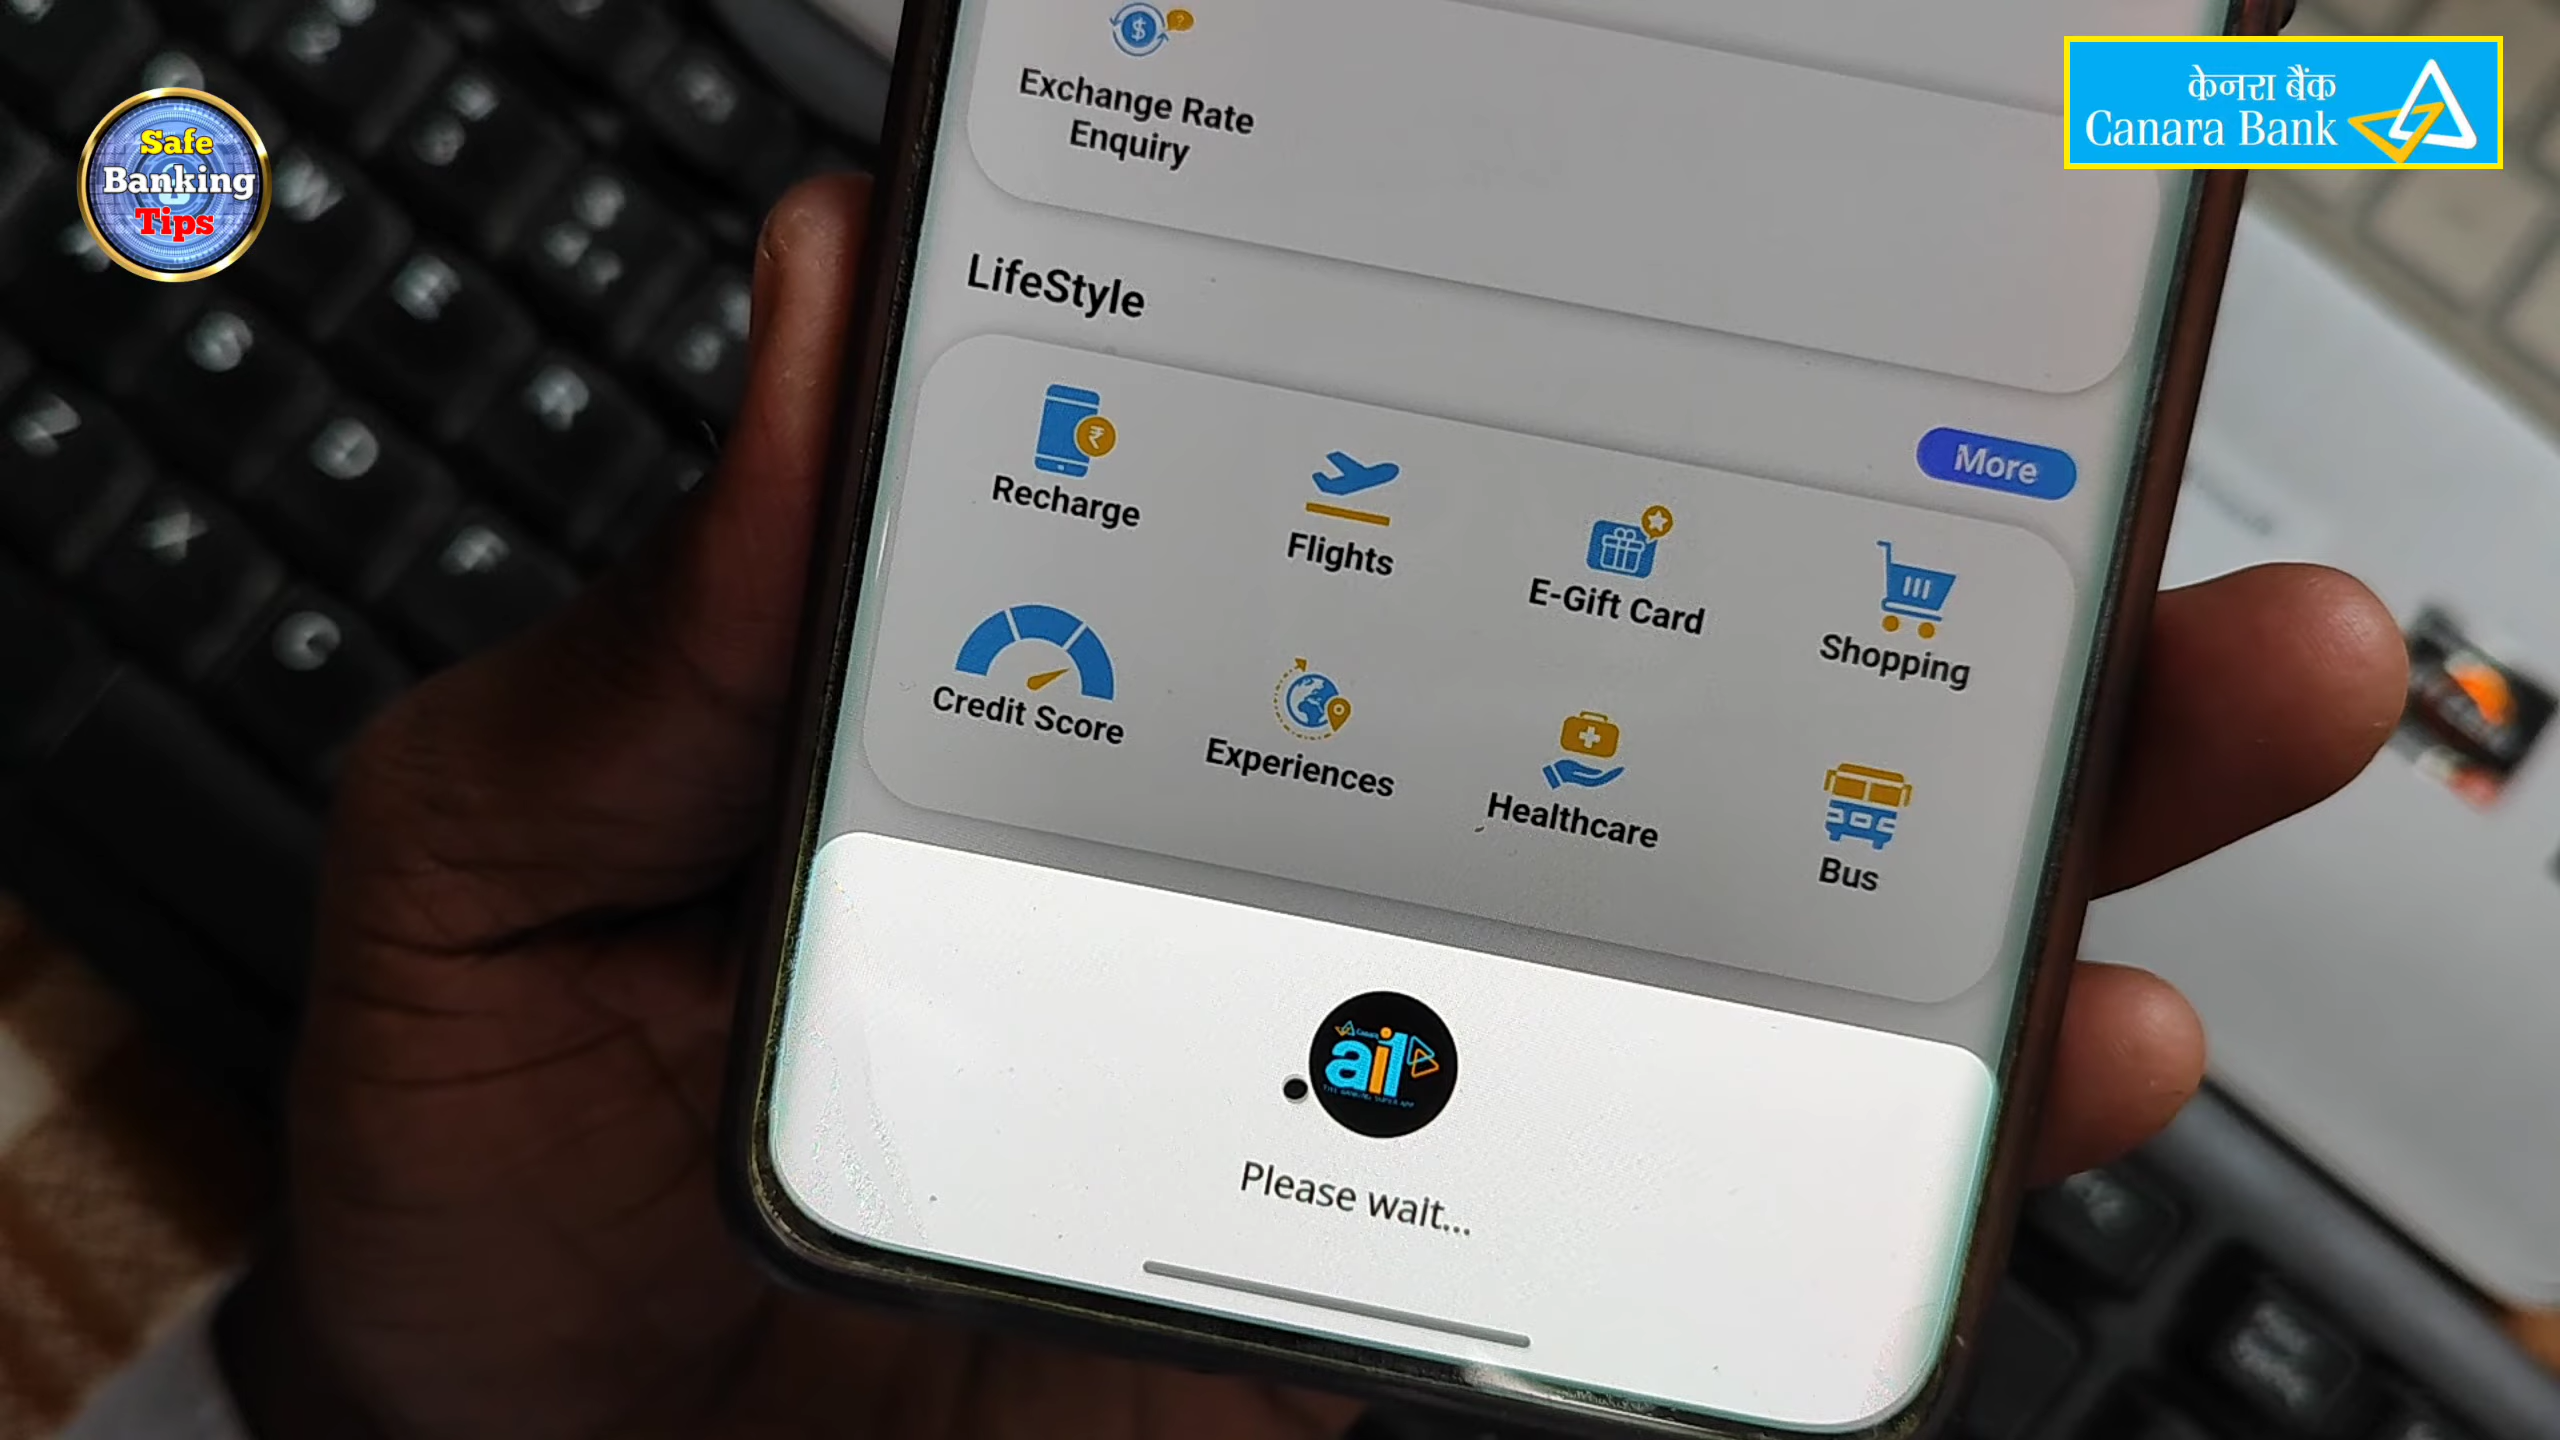 Safe
Banking
Tips
केनरा बैंक
Canara Bank
Exchange Rate
Enquiry
LifeStyle
More
Recharge
Flights
E-Gift Card
Shopping
Credit Score
Experiences
Healthcare
Bus
Canara
ai1
Please wait...